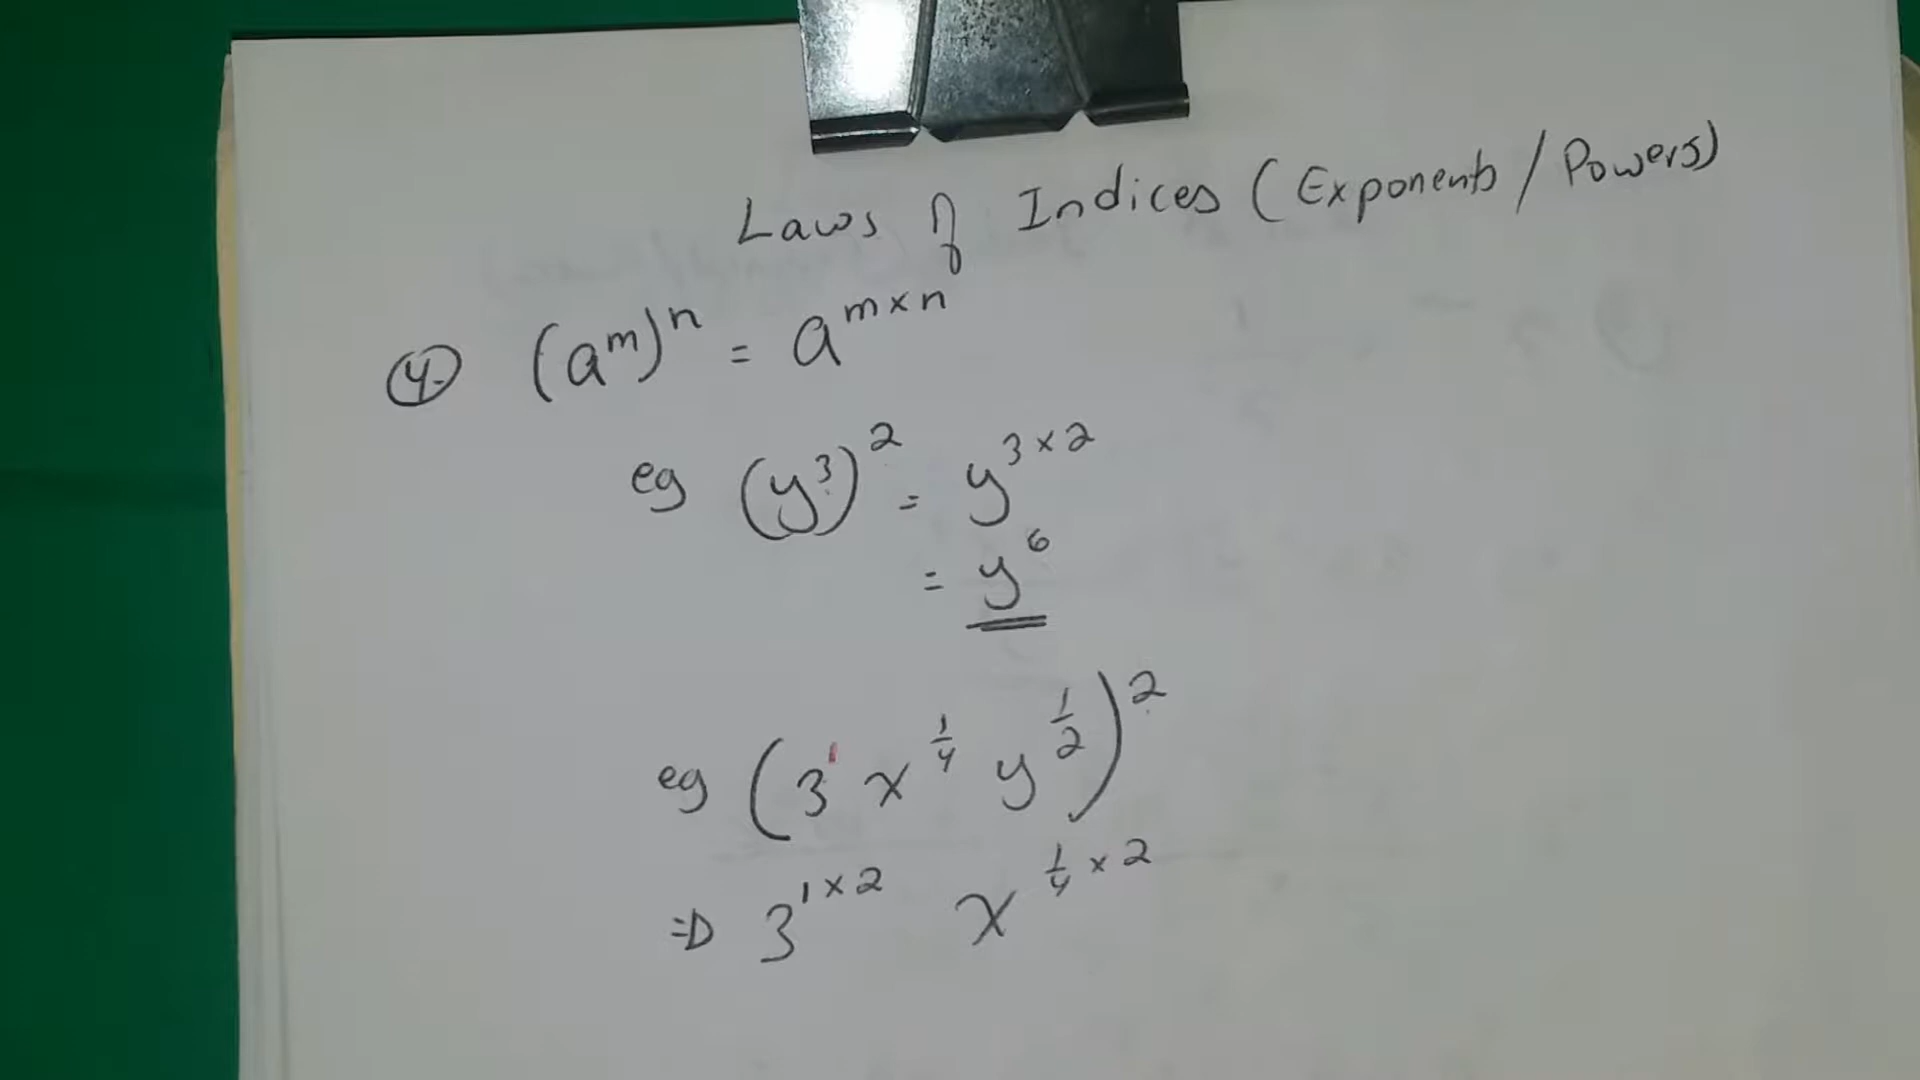 Laws of Indices (Exponents / Powers)
④ (a^m)^n = a^{m×n}
eg (y^3)^2 = y^{3×2}
= y^6
eg (3^1 x^{1/4} y^{1/2})^2
⇒ 3^{1×2} x^{1/4×2}